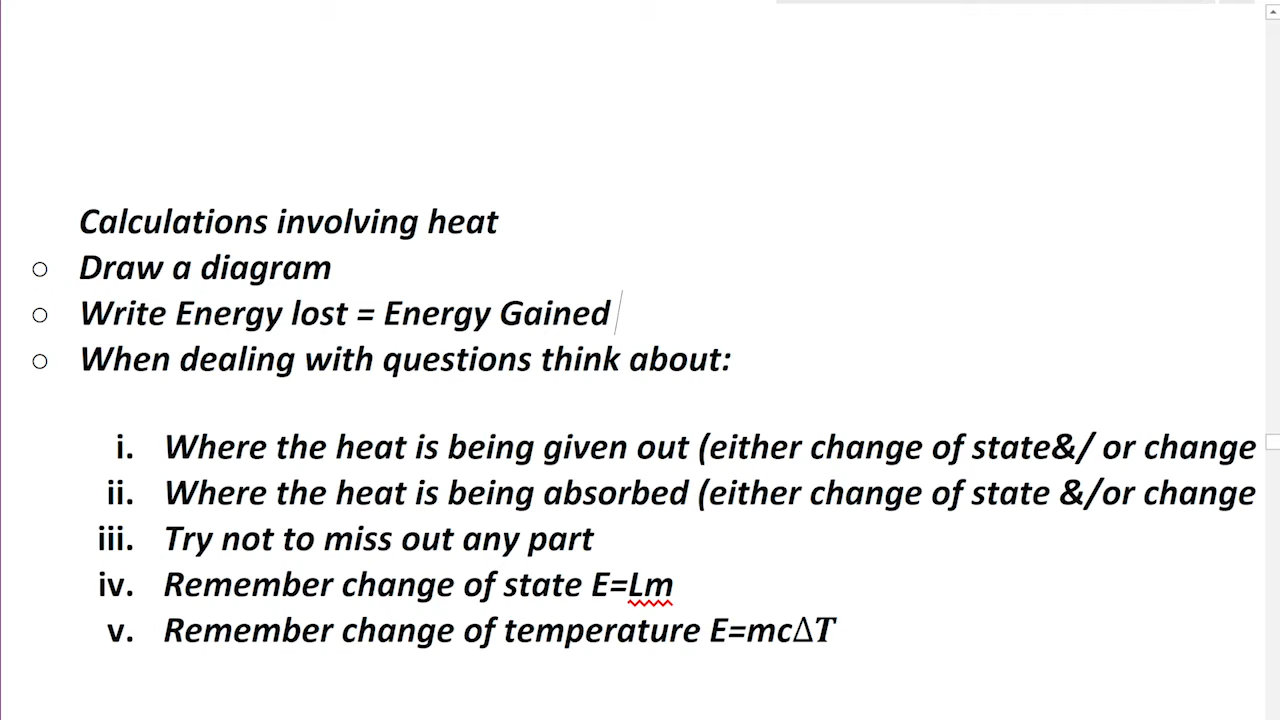 Calculations involving heat
○ Draw a diagram
○ Write Energy lost = Energy Gained
○ When dealing with questions think about:
i. Where the heat is being given out (either change of state&/ or change
ii. Where the heat is being absorbed (either change of state &/or change
iii. Try not to miss out any part
iv. Remember change of state E=Lm
v. Remember change of temperature E=mcΔT